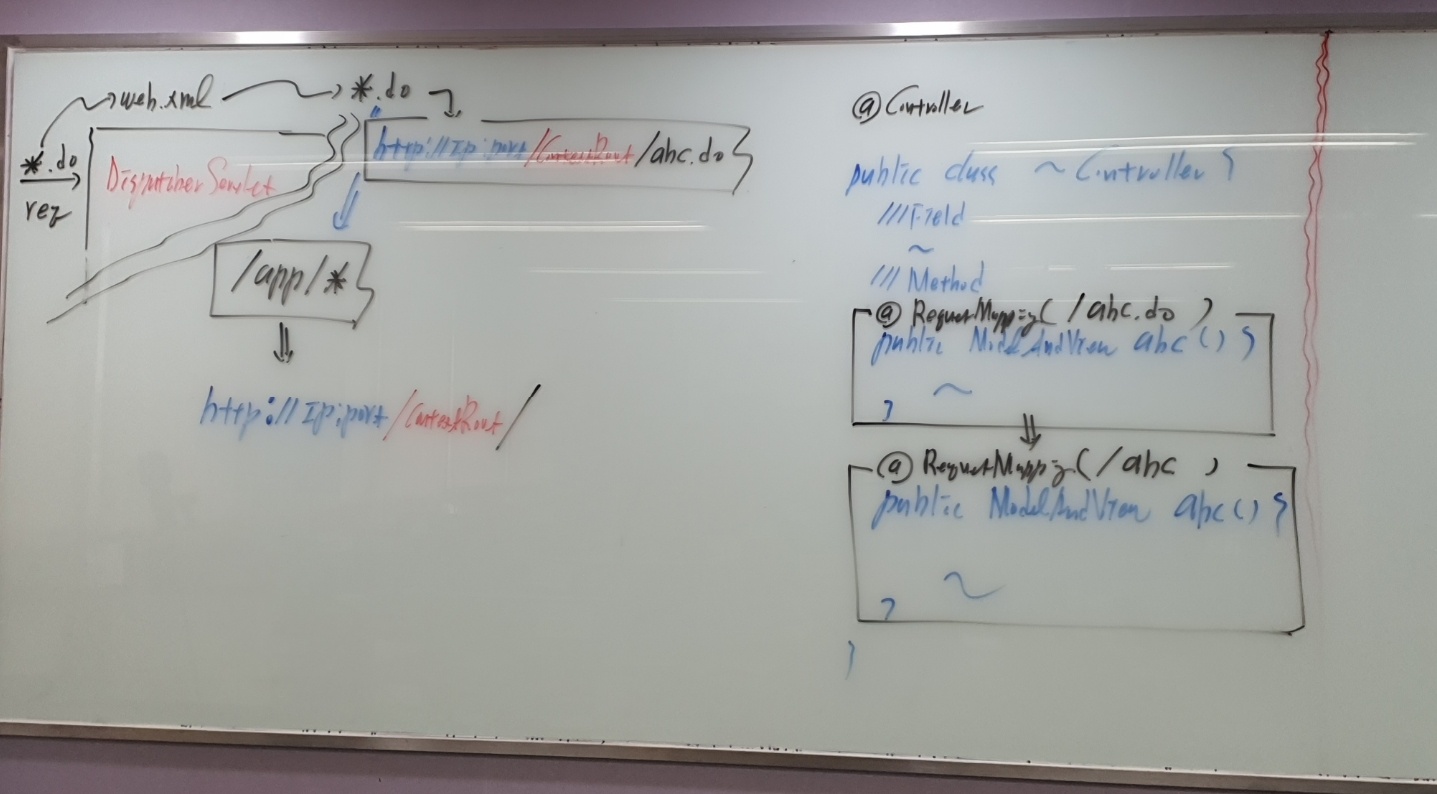 web.xml *.do
*.do
req
DispatcherServlet
http://Ip:port/ContextRoot/abc.do
/app/*
http://Ip:port/ContextRoot/
@Controller
public class ~Controller {
///Field
~
/// Method
@ RequestMapping( /abc.do )
public ModelAndView abc() {
~
}
@ RequestMapping( /abc )
public ModelAndView abc() {
~
}
}